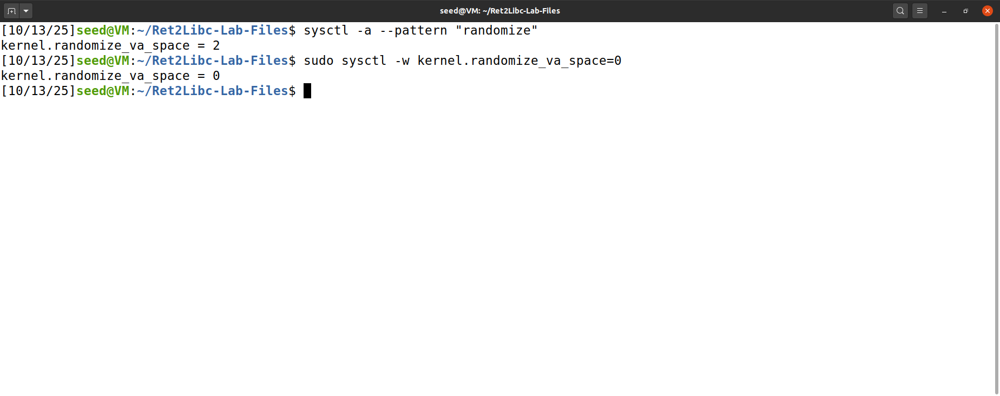 seed@VM: ~/Ret2Libc-Lab-Files
[10/13/25]seed@VM:~/Ret2Libc-Lab-Files$ sysctl -a --pattern "randomize"
kernel.randomize_va_space = 2
[10/13/25]seed@VM:~/Ret2Libc-Lab-Files$ sudo sysctl -w kernel.randomize_va_space=0
kernel.randomize_va_space = 0
[10/13/25]seed@VM:~/Ret2Libc-Lab-Files$